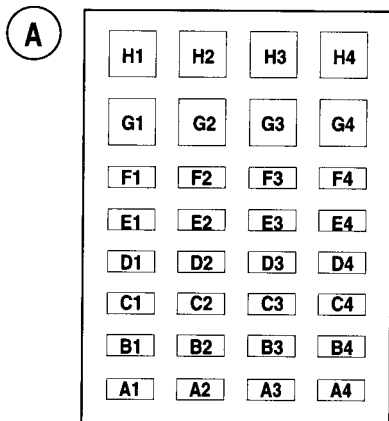 A
H1 H2 H3 H4
G1 G2 G3 G4
F1 F2 F3 F4
E1 E2 E3 E4
D1 D2 D3 D4
C1 C2 C3 C4
B1 B2 B3 B4
A1 A2 A3 A4